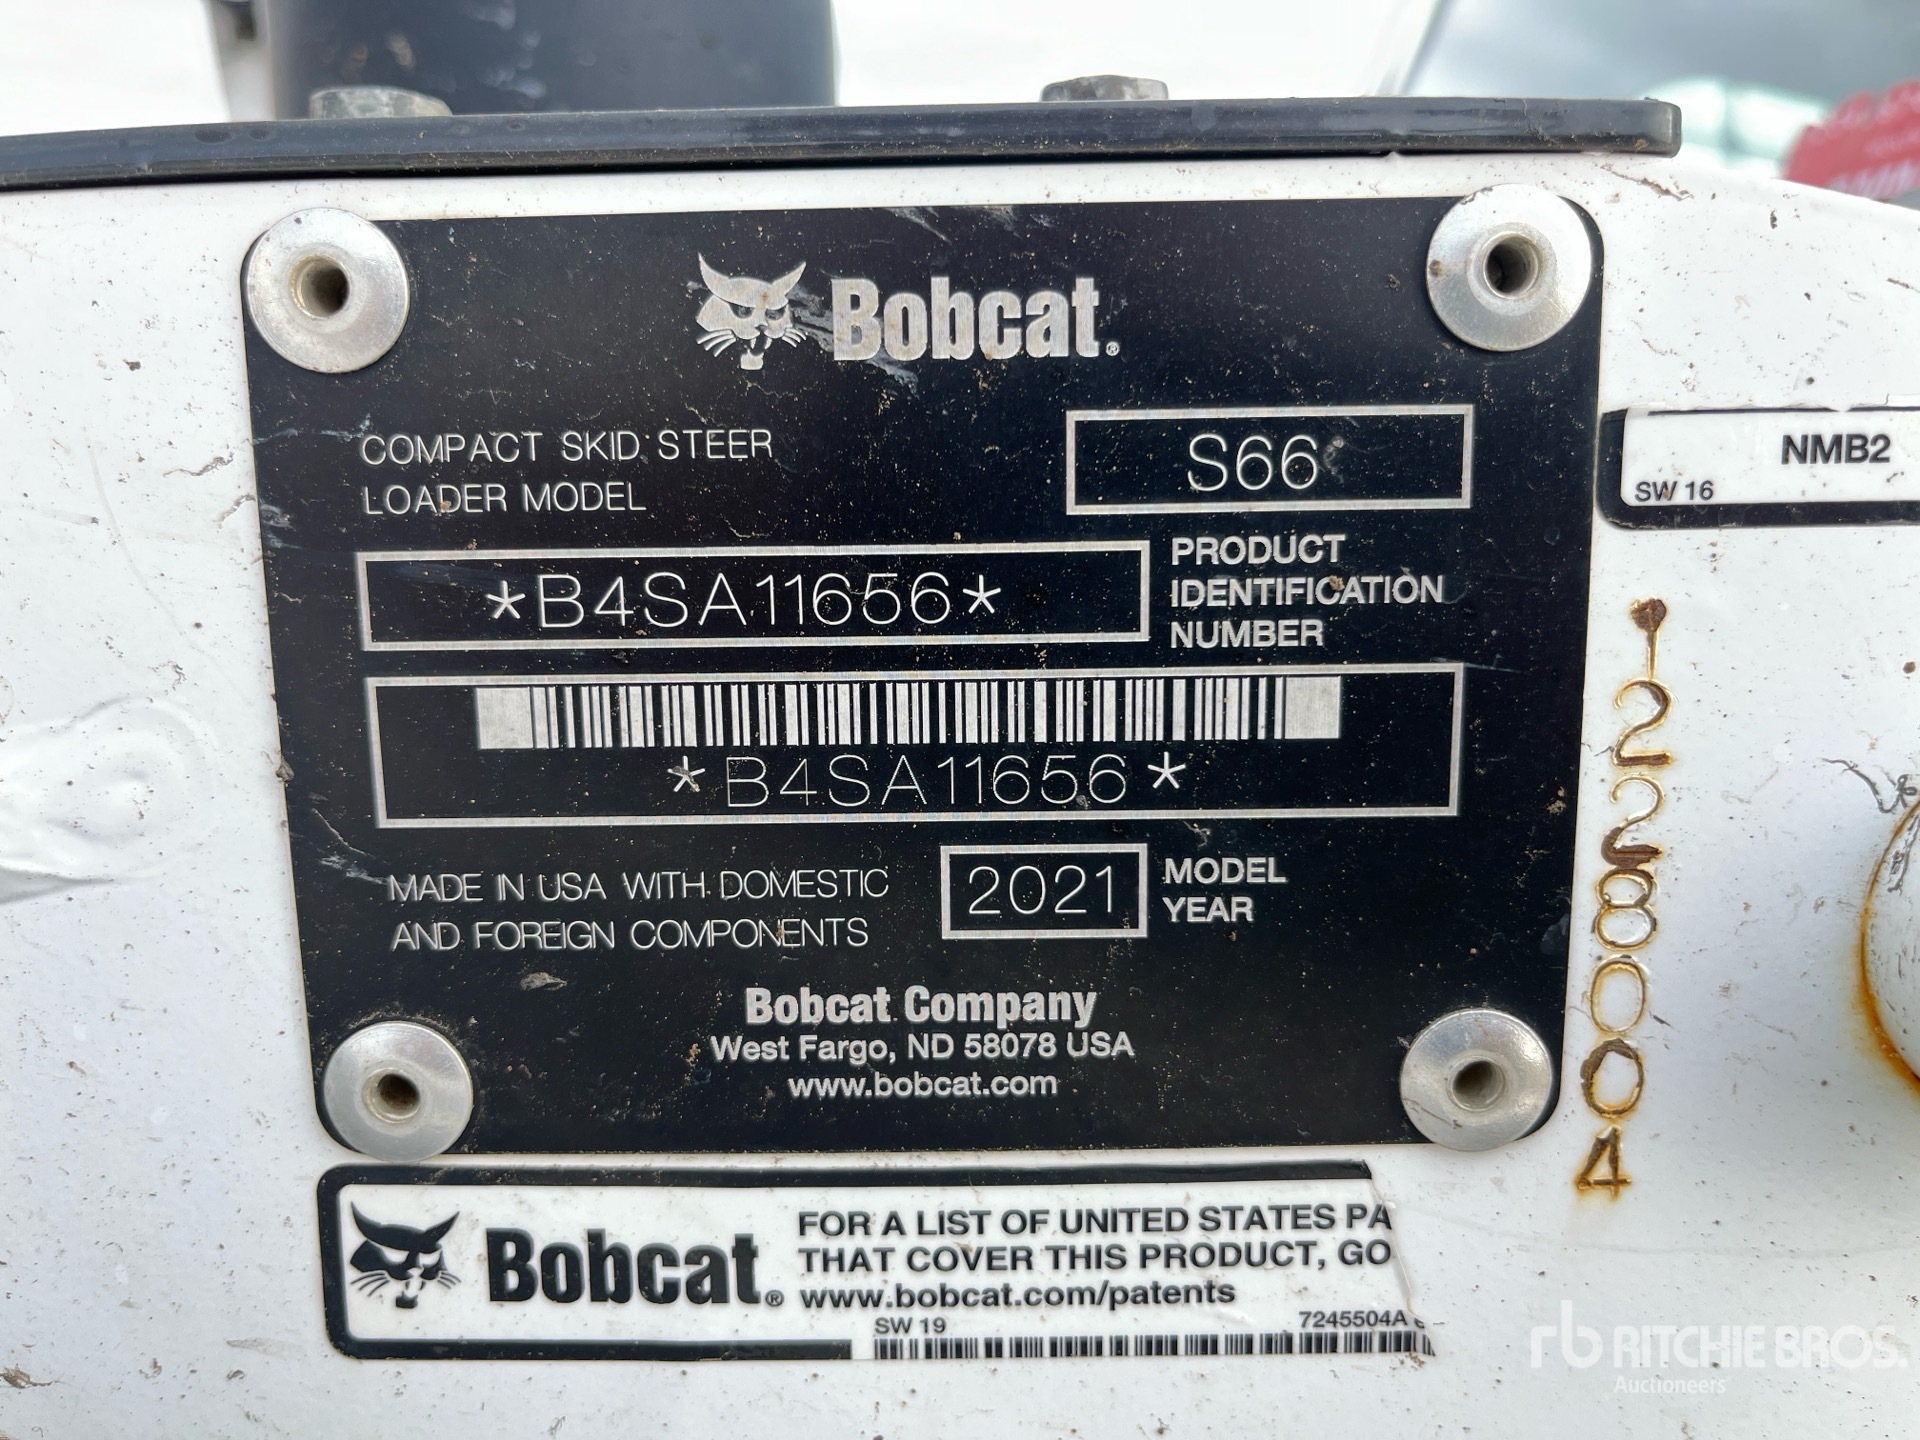 Bobcat®
COMPACT SKID STEER
LOADER MODEL
S66
*B4SA11656*
PRODUCT
IDENTIFICATION
NUMBER
*B4SA11656*
MADE IN USA WITH DOMESTIC
AND FOREIGN COMPONENTS
2021
MODEL
YEAR
Bobcat Company
West Fargo, ND 58078 USA
www.bobcat.com
NMB2
SW 16
1228004
Bobcat®
FOR A LIST OF UNITED STATES PA
THAT COVER THIS PRODUCT, GO
www.bobcat.com/patents
SW 19
7245504A
rb RITCHIE BROS.
Auctioneers